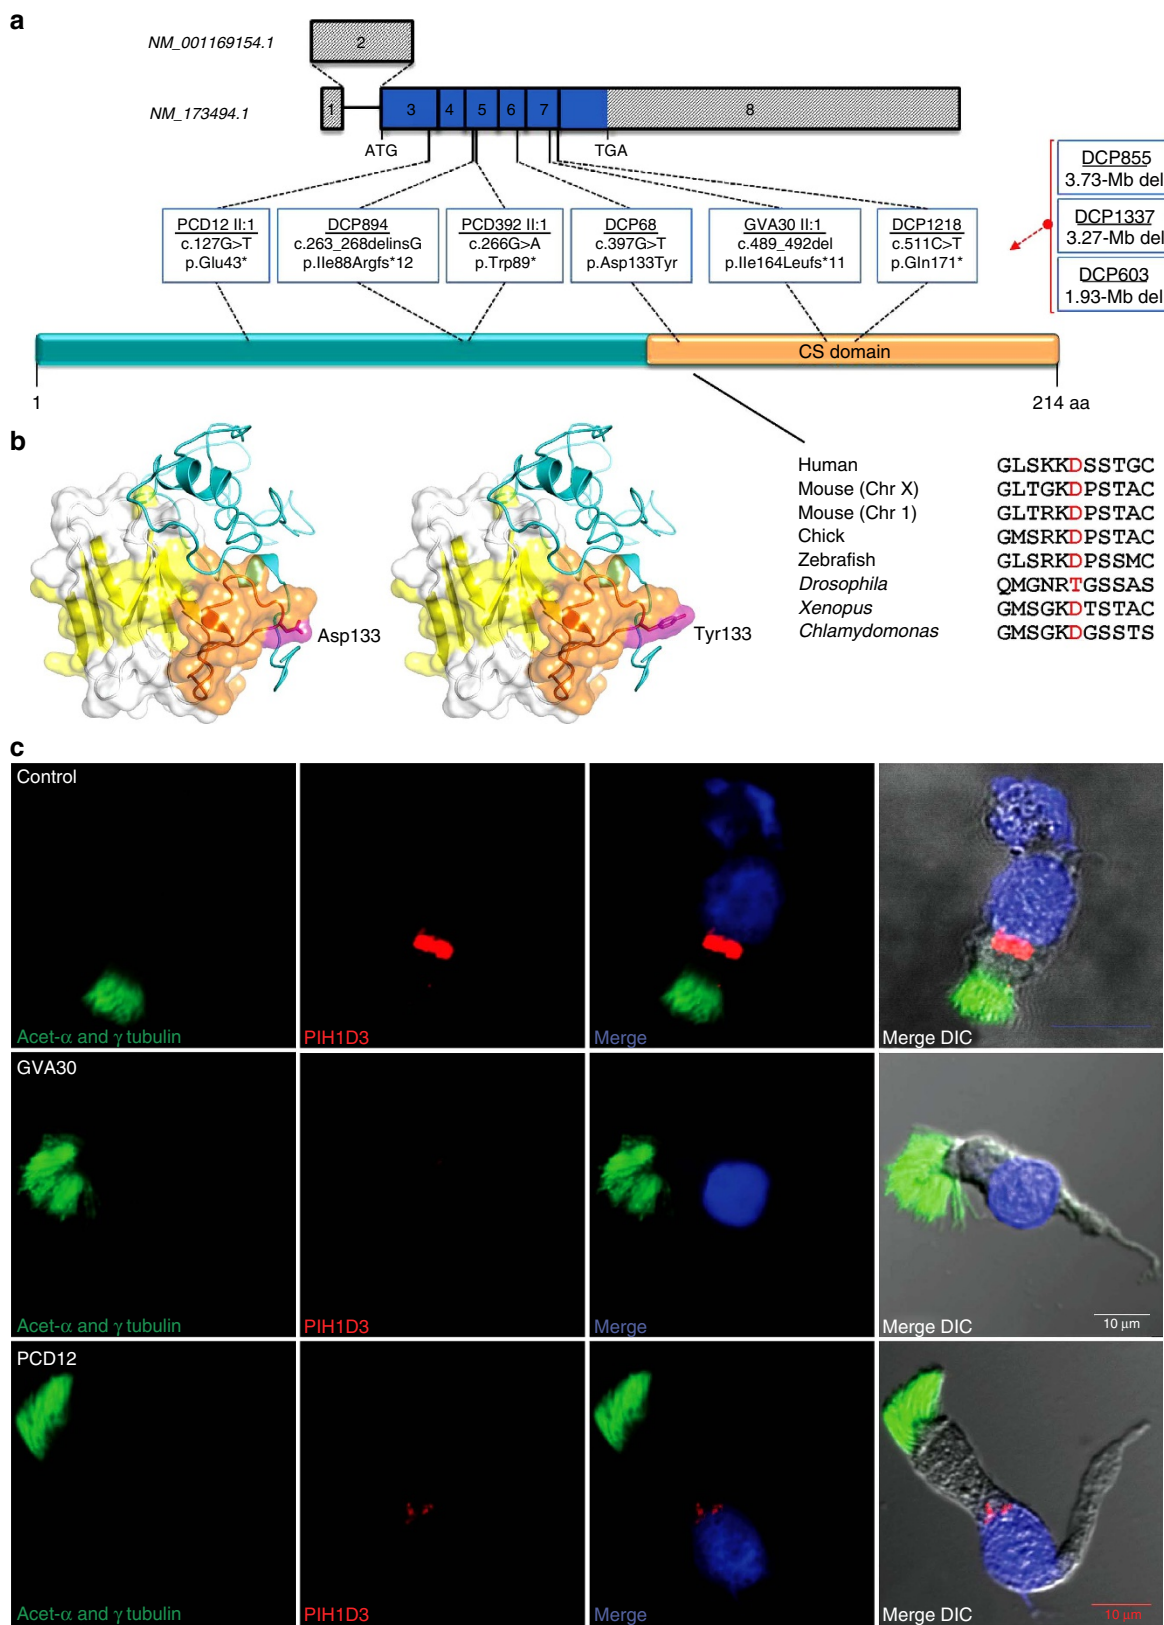 a
NM_001169154.1
2
NM_173494.1
1
3
4
5
6
7
8
ATG
TGA
PCD12 II:1
c.127G>T
p.Glu43*
DCP894
c.263_268delinsG
p.Ile88Argfs*12
PCD392 II:1
c.266G>A
p.Trp89*
DCP68
c.397G>T
p.Asp133Tyr
GVA30 II:1
c.489_492del
p.Ile164Leufs*11
DCP1218
c.511C>T
p.Gln171*
DCP855
3.73-Mb del
DCP1337
3.27-Mb del
DCP603
1.93-Mb del
CS domain
1
214 aa
b
Asp133
Tyr133
Human GLSKKDSSTGC
Mouse (Chr X) GLTGKDPSTAC
Mouse (Chr 1) GLTRKDPSTAC
Chick GMSRKDPSTAC
Zebrafish GLSRKDPSSMC
Drosophila QMGNRTGSSAS
Xenopus GMSGKDTSTAC
Chlamydomonas GMSGKDGSSTS
c
Control
Acet-α and γ tubulin
PIH1D3
Merge
Merge DIC
GVA30
Acet-α and γ tubulin
PIH1D3
Merge
Merge DIC
10 μm
PCD12
Acet-α and γ tubulin
PIH1D3
Merge
Merge DIC
10 μm